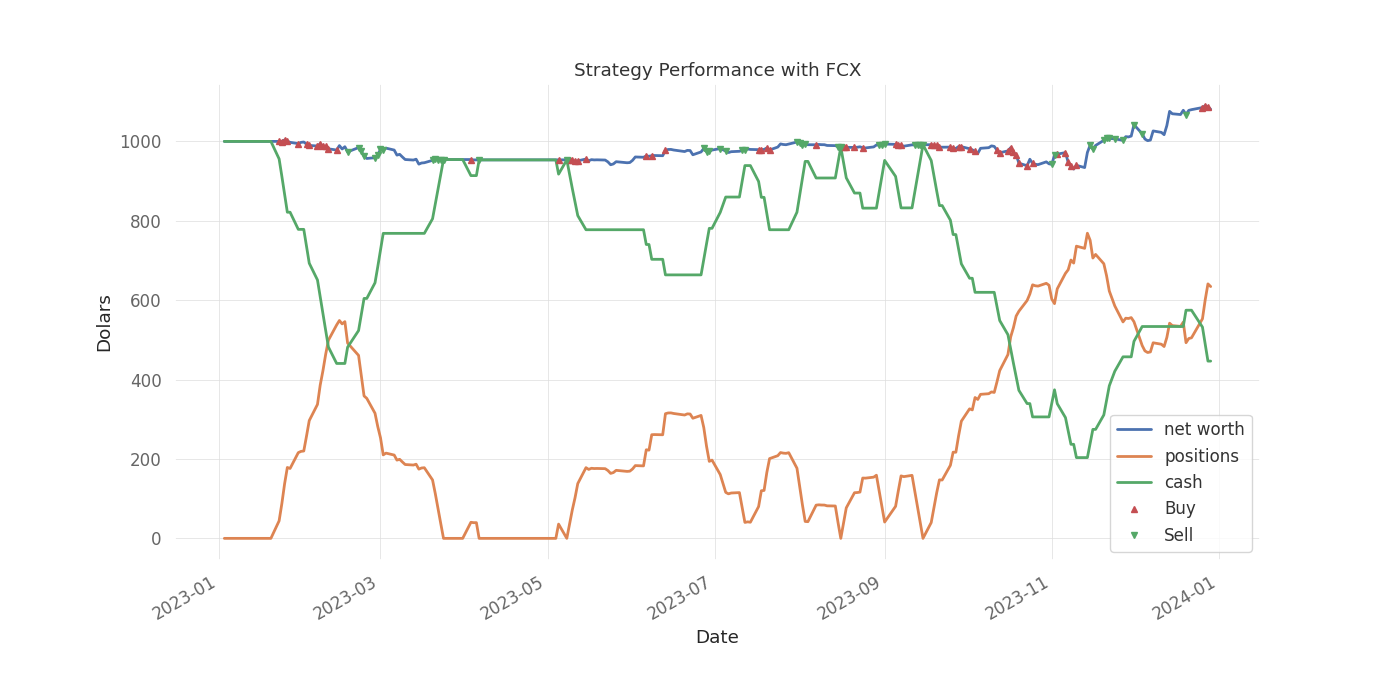 Strategy Performance with FCX
Dolars
1000
800
600
400
200
0
net worth
positions
cash
Buy
Sell
2023-01
2023-03
2023-05
2023-07
2023-09
2023-11
2024-01
Date